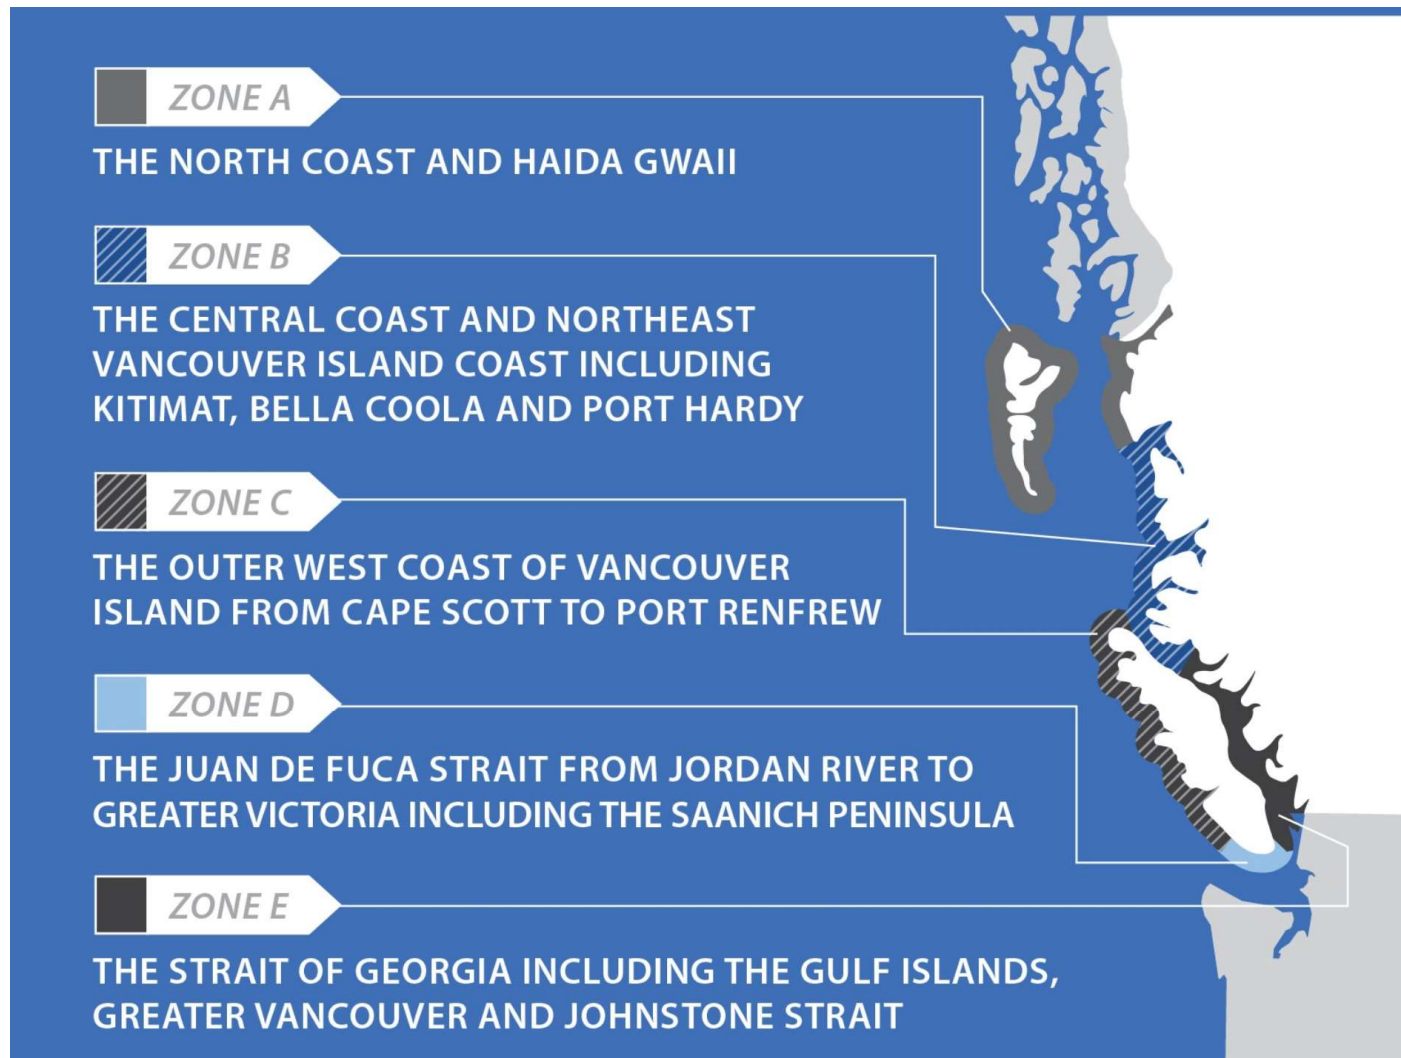 ZONE A
THE NORTH COAST AND HAIDA GWAII
ZONE B
THE CENTRAL COAST AND NORTHEAST
VANCOUVER ISLAND COAST INCLUDING
KITIMAT, BELLA COOLA AND PORT HARDY
ZONE C
THE OUTER WEST COAST OF VANCOUVER
ISLAND FROM CAPE SCOTT TO PORT RENFREW
ZONE D
THE JUAN DE FUCA STRAIT FROM JORDAN RIVER TO
GREATER VICTORIA INCLUDING THE SAANICH PENINSULA
ZONE E
THE STRAIT OF GEORGIA INCLUDING THE GULF ISLANDS,
GREATER VANCOUVER AND JOHNSTONE STRAIT